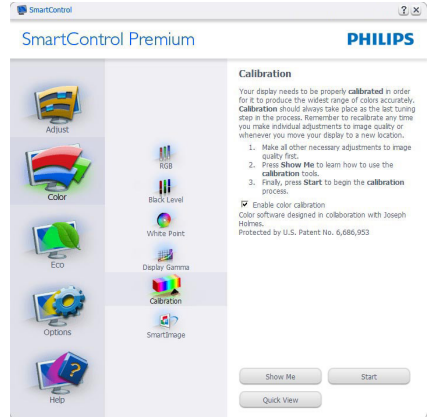 SmartControl
? ×
SmartControl Premium
PHILIPS
Adjust
Color
Eco
Options
Help
RGB
Black Level
White Point
Display Gamma
Calibration
SmartImage
Calibration
Your display needs to be properly calibrated in order
for it to produce the widest range of colors accurately.
Calibration should always take place as the last tuning
step in the process. Remember to recalibrate any time
you make individual adjustments to image quality or
whenever you move your display to a new location.
1. Make all other necessary adjustments to image
quality first.
2. Press Show Me to learn how to use the
calibration tools.
3. Finally, press Start to begin the calibration
process.
Enable color calibration
Color software designed in collaboration with Joseph
Holmes.
Protected by U.S. Patent No. 6,686,953
Show Me
Start
Quick View